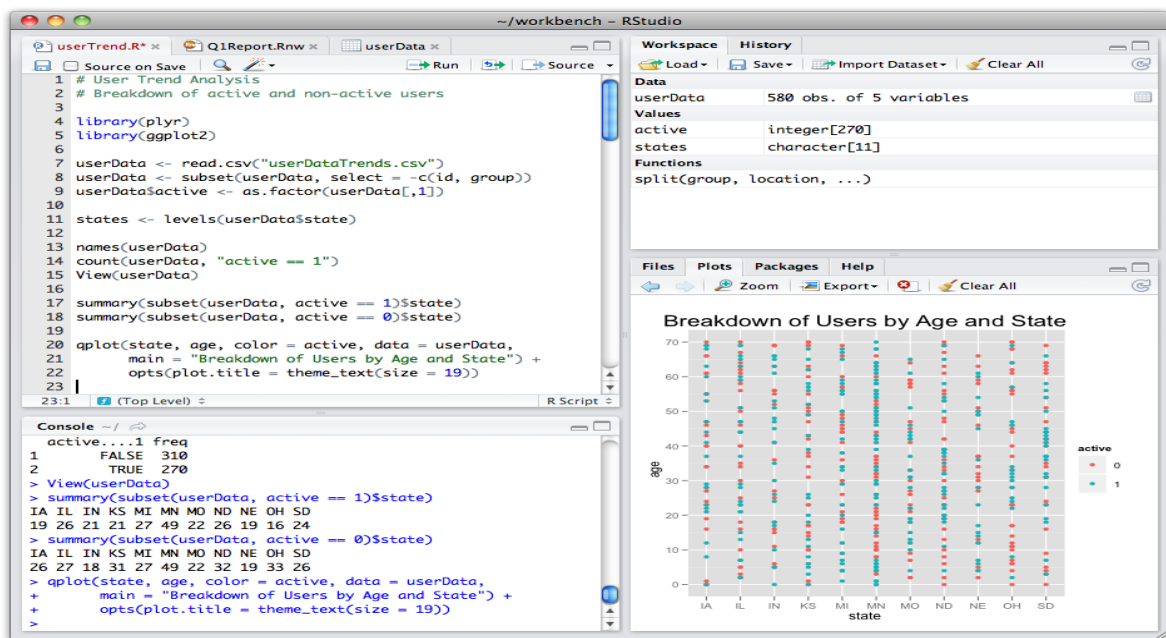 ~/workbench – RStudio
userTrend.R* × Q1Report.Rnw × userData ×
Source on Save Run Source
1 # User Trend Analysis
2 # Breakdown of active and non-active users
3
4 library(plyr)
5 library(ggplot2)
6
7 userData <- read.csv("userDataTrends.csv")
8 userData <- subset(userData, select = -c(id, group))
9 userData$active <- as.factor(userData[,1])
10
11 states <- levels(userData$state)
12
13 names(userData)
14 count(userData, "active == 1")
15 View(userData)
16
17 summary(subset(userData, active == 1)$state)
18 summary(subset(userData, active == 0)$state)
19
20 qplot(state, age, color = active, data = userData,
21 main = "Breakdown of Users by Age and State") +
22 opts(plot.title = theme_text(size = 19))
23
23:1 (Top Level) R Script
Console ~/
active....1 freq
1 FALSE 310
2 TRUE 270
> View(userData)
> summary(subset(userData, active == 1)$state)
IA IL IN KS MI MN MO ND NE OH SD
19 26 21 21 27 49 22 26 19 16 24
> summary(subset(userData, active == 0)$state)
IA IL IN KS MI MN MO ND NE OH SD
26 27 18 31 27 49 22 32 19 33 26
> qplot(state, age, color = active, data = userData,
+ main = "Breakdown of Users by Age and State") +
+ opts(plot.title = theme_text(size = 19))
>
Workspace History
Load Save Import Dataset Clear All
Data
userData 580 obs. of 5 variables
Values
active integer[270]
states character[11]
Functions
split(group, location, ...)
Files Plots Packages Help
Zoom Export Clear All
Breakdown of Users by Age and State
70
60
50
40
30
20
10
0
age
IA IL IN KS MI MN MO ND NE OH SD
state
active
0
1